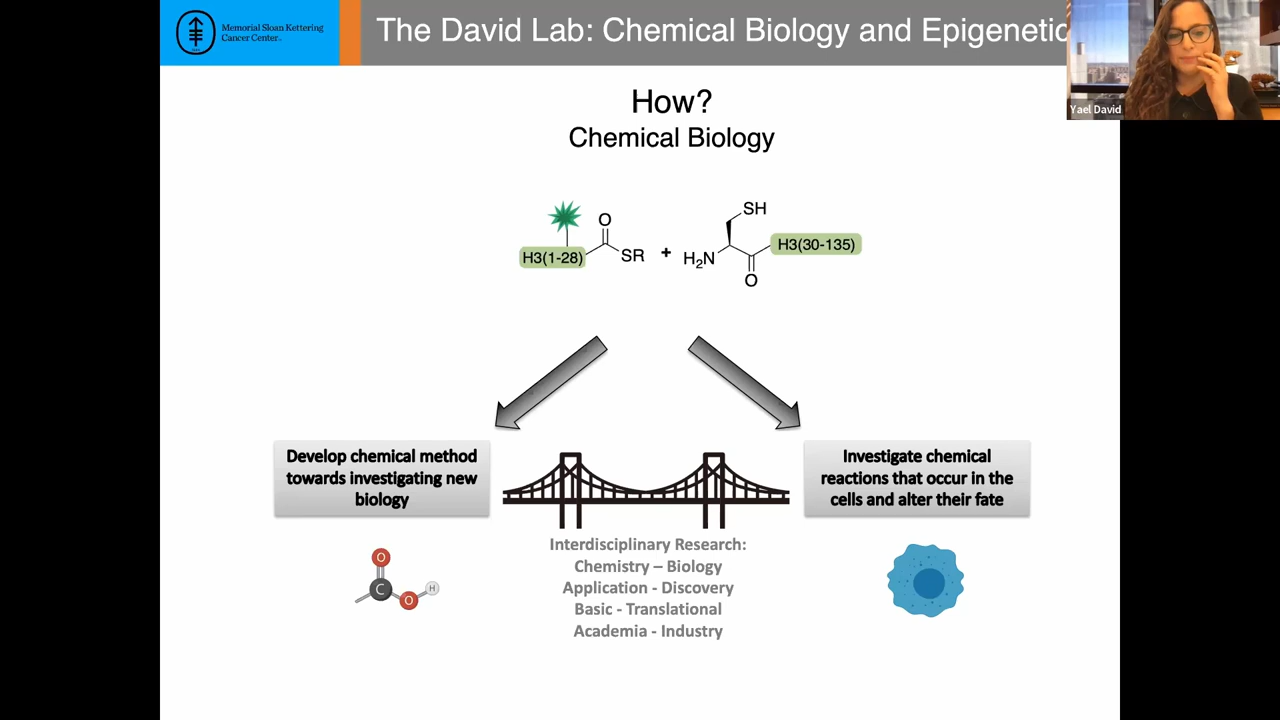 Memorial Sloan Kettering
Cancer Center
The David Lab: Chemical Biology and Epigenetic
Yael David
How?
Chemical Biology
SH
O
H3(1-28)
SR
+
H₂N
H3(30-135)
O
Develop chemical method
towards investigating new
biology
Investigate chemical
reactions that occur in the
cells and alter their fate
Interdisciplinary Research:
Chemistry – Biology
Application - Discovery
Basic - Translational
Academia - Industry
O
C
O
H